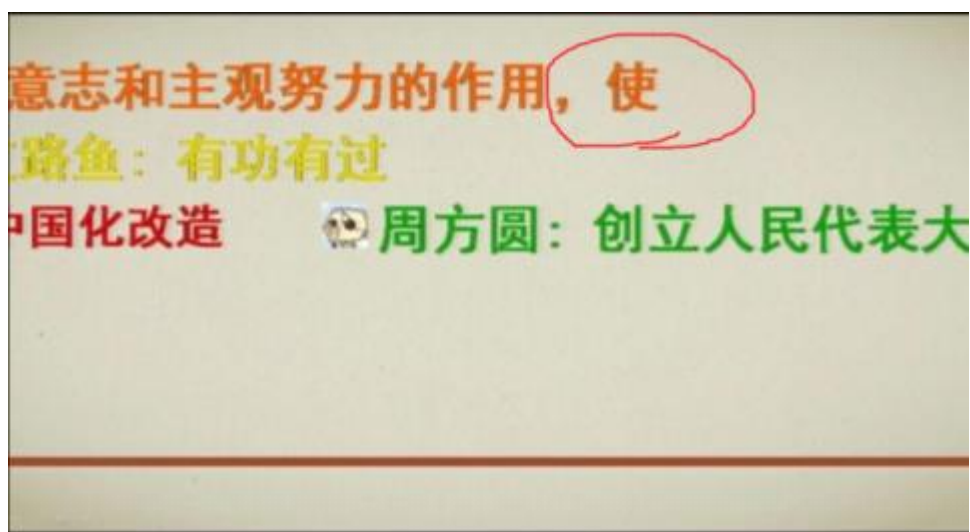 意志和主观努力的作用，使
路鱼：有功有过
中国化改造 周方圆：创立人民代表大